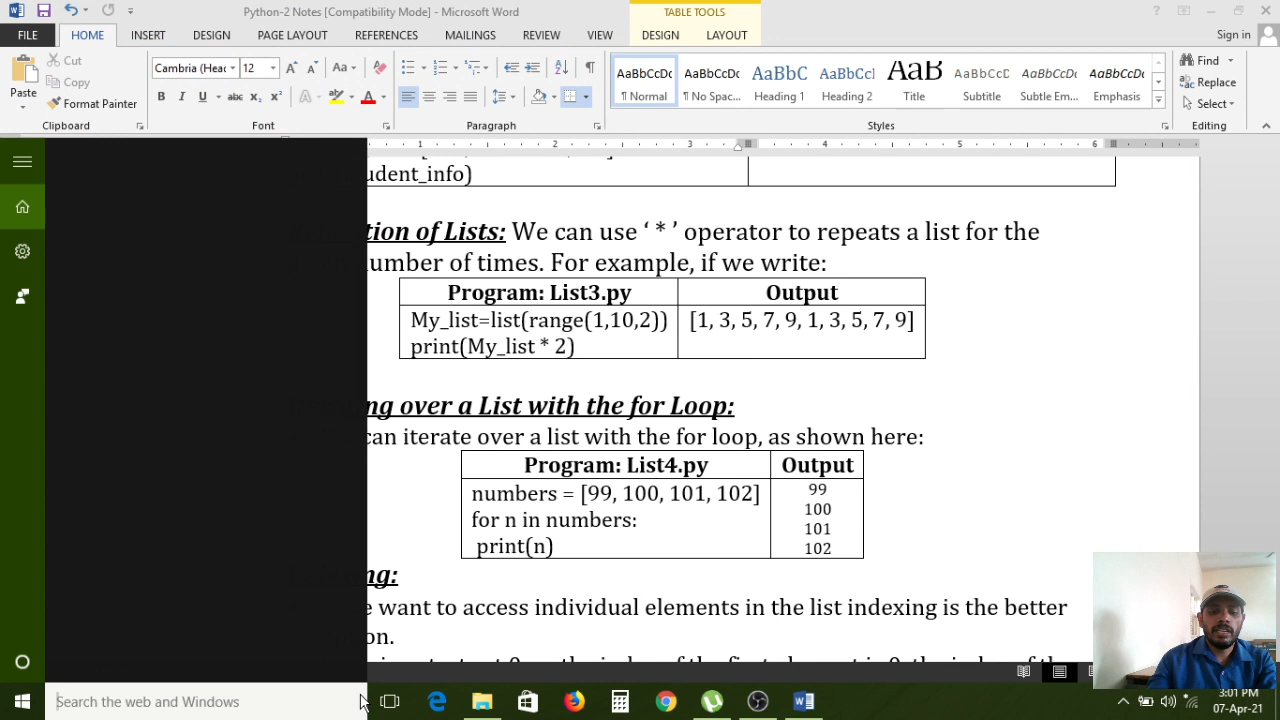 Python-2 Notes [Compatibility Mode] - Microsoft Word
TABLE TOOLS
FILE HOME INSERT DESIGN PAGE LAYOUT REFERENCES MAILINGS REVIEW VIEW DESIGN LAYOUT Sign in
Paste
Cut
Copy
Format Painter
Clipboard
Cambria (Head 12
Font
Paragraph
AaBbCcDc AaBbCcDc AaBbC AaBbCcI AaB AaBbCcD AaBbCcDc AaBbCcDc
¶ Normal ¶ No Spac... Heading 1 Heading 2 Title Subtitle Subtle Em... Emphasis
Styles
Find
Replace
Select
Editing
1 2 3 4 5 6
udent_info)
tion of Lists: We can use ‘ * ’ operator to repeats a list for the
umber of times. For example, if we write:
Program: List3.py Output
My_list=list(range(1,10,2)) [1, 3, 5, 7, 9, 1, 3, 5, 7, 9]
print(My_list * 2)
ng over a List with the for Loop:
can iterate over a list with the for loop, as shown here:
Program: List4.py Output
numbers = [99, 100, 101, 102]
for n in numbers:
print(n)
99
100
101
102
ng:
e want to access individual elements in the list indexing is the better
on.
Search the web and Windows
3:01 PM
07-Apr-21